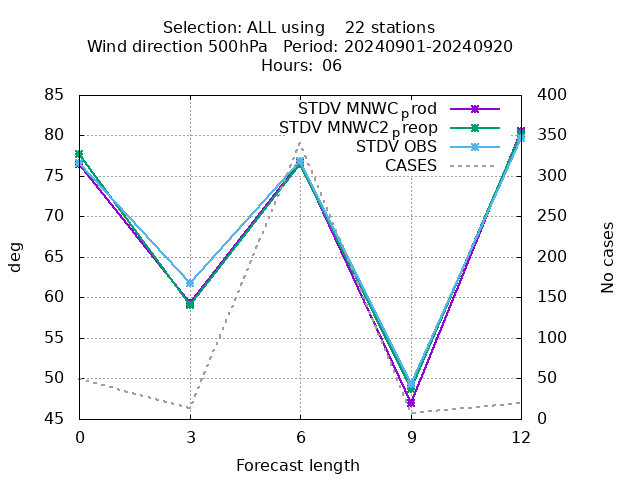 Selection: ALL using    22 stations
Wind direction 500hPa   Period: 20240901-20240920
Hours: 06
STDV MNWC_prod
STDV MNWC2_preop
STDV OBS
CASES
85
80
75
70
65
60
55
50
45
400
350
300
250
200
150
100
50
0
deg
No cases
0 3 6 9 12
Forecast length